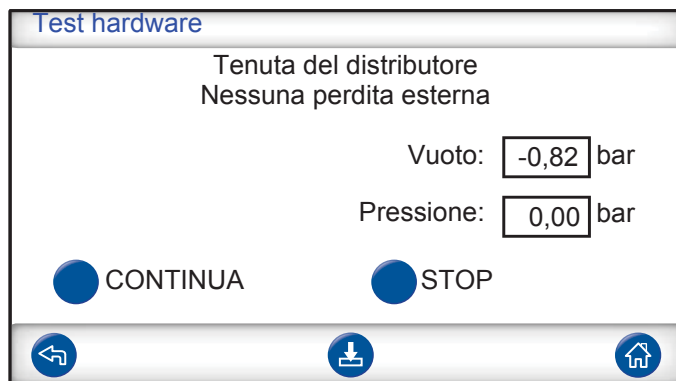 Test hardware
Tenuta del distributore
Nessuna perdita esterna
Vuoto: -0,82 bar
Pressione: 0,00 bar
CONTINUA STOP